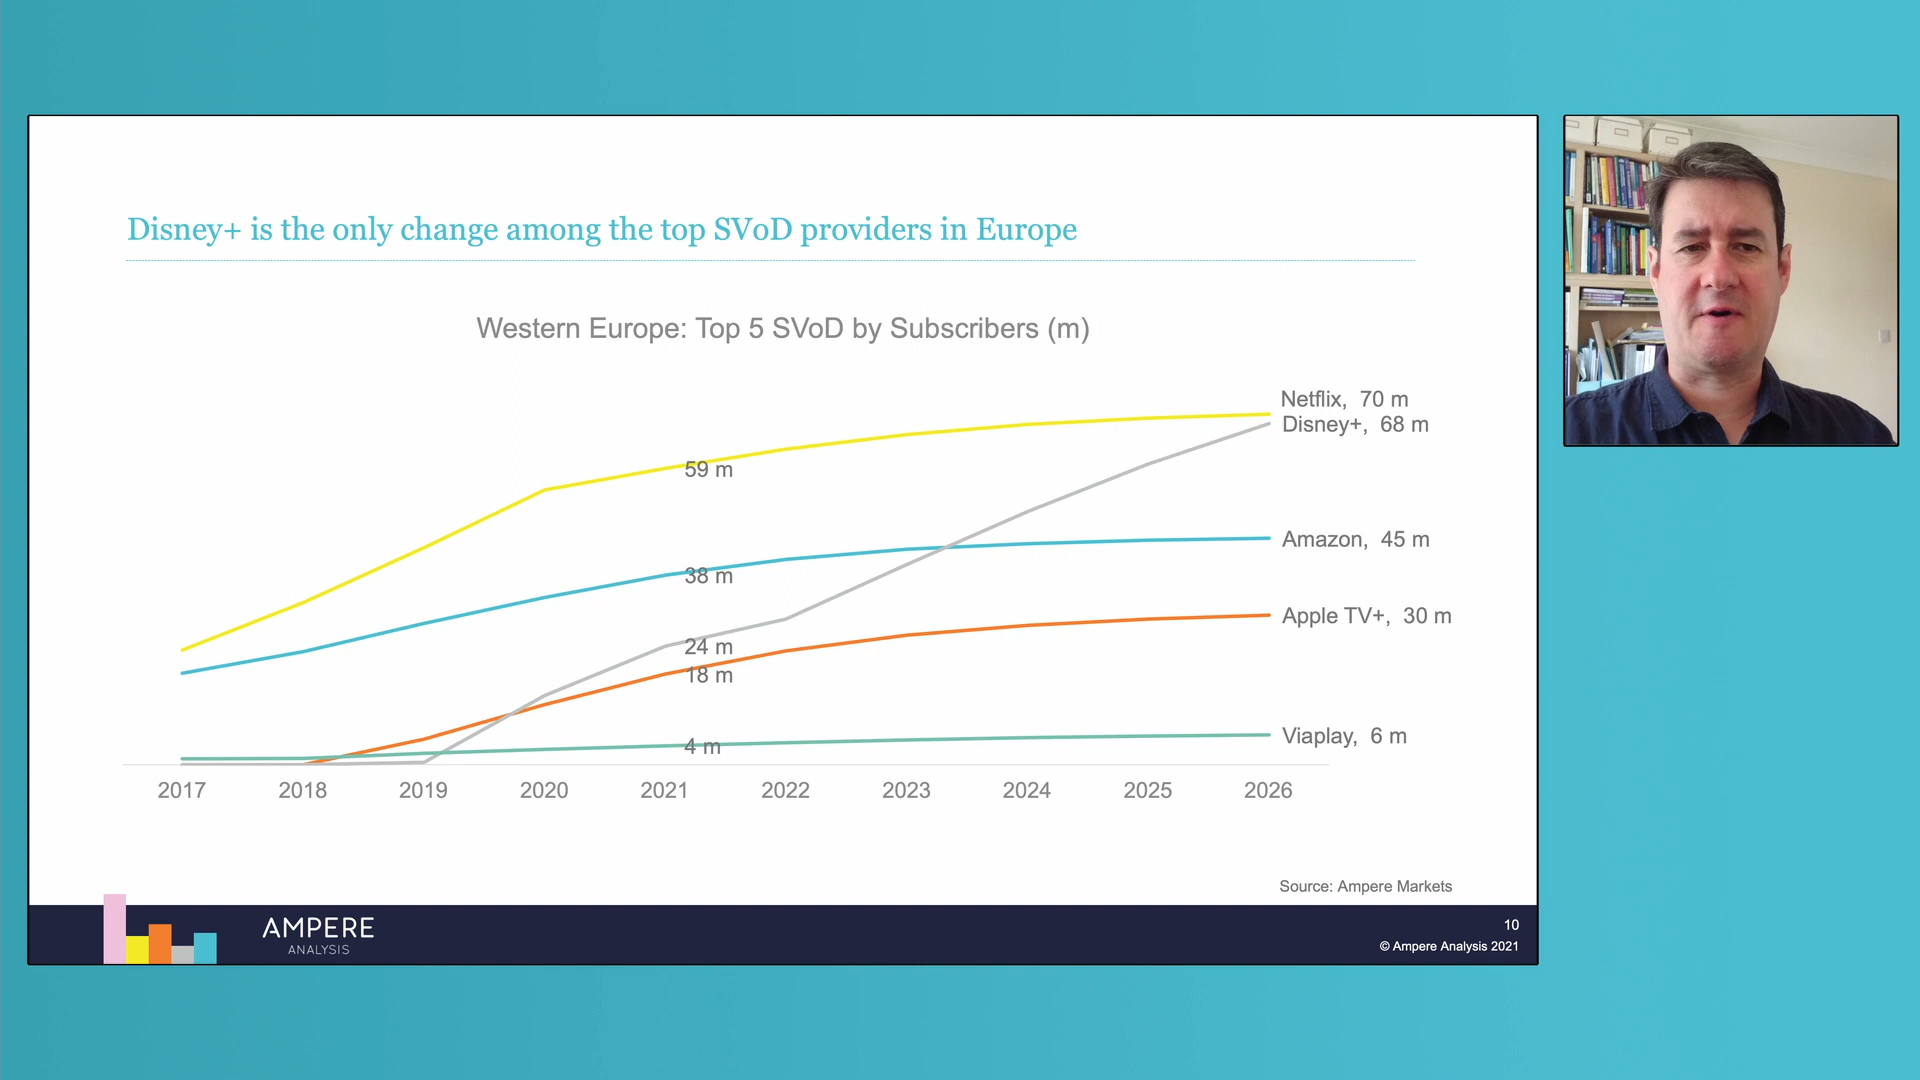 Disney+ is the only change among the top SVoD providers in Europe
Western Europe: Top 5 SVoD by Subscribers (m)
Netflix, 70 m
Disney+, 68 m
59 m
Amazon, 45 m
38 m
Apple TV+, 30 m
24 m
18 m
Viaplay, 6 m
4 m
2017 2018 2019 2020 2021 2022 2023 2024 2025 2026
Source: Ampere Markets
AMPERE
ANALYSIS
10
© Ampere Analysis 2021